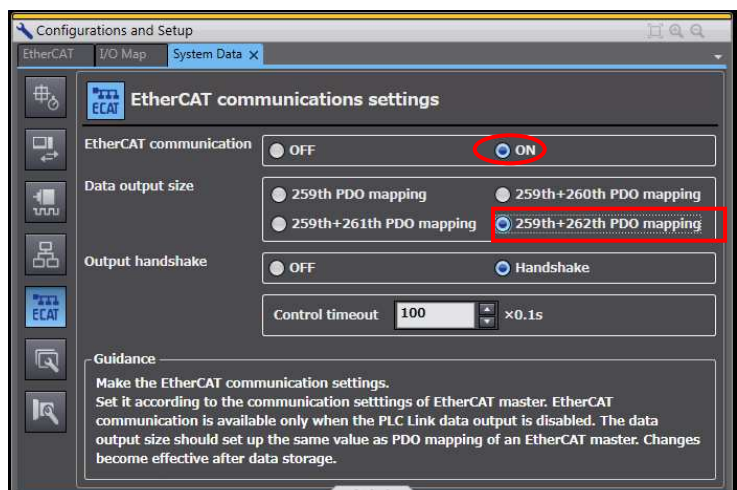 Configurations and Setup
EtherCAT I/O Map System Data
ECAT EtherCAT communications settings
EtherCAT communication OFF ON
Data output size 259th PDO mapping 259th+260th PDO mapping
259th+261th PDO mapping 259th+262th PDO mapping
Output handshake OFF Handshake
ECAT
Control timeout 100 ×0.1s
Guidance
Make the EtherCAT communication settings.
Set it according to the communication setttings of EtherCAT master. EtherCAT
communication is available only when the PLC Link data output is disabled. The data
output size should set up the same value as PDO mapping of an EtherCAT master. Changes
become effective after data storage.